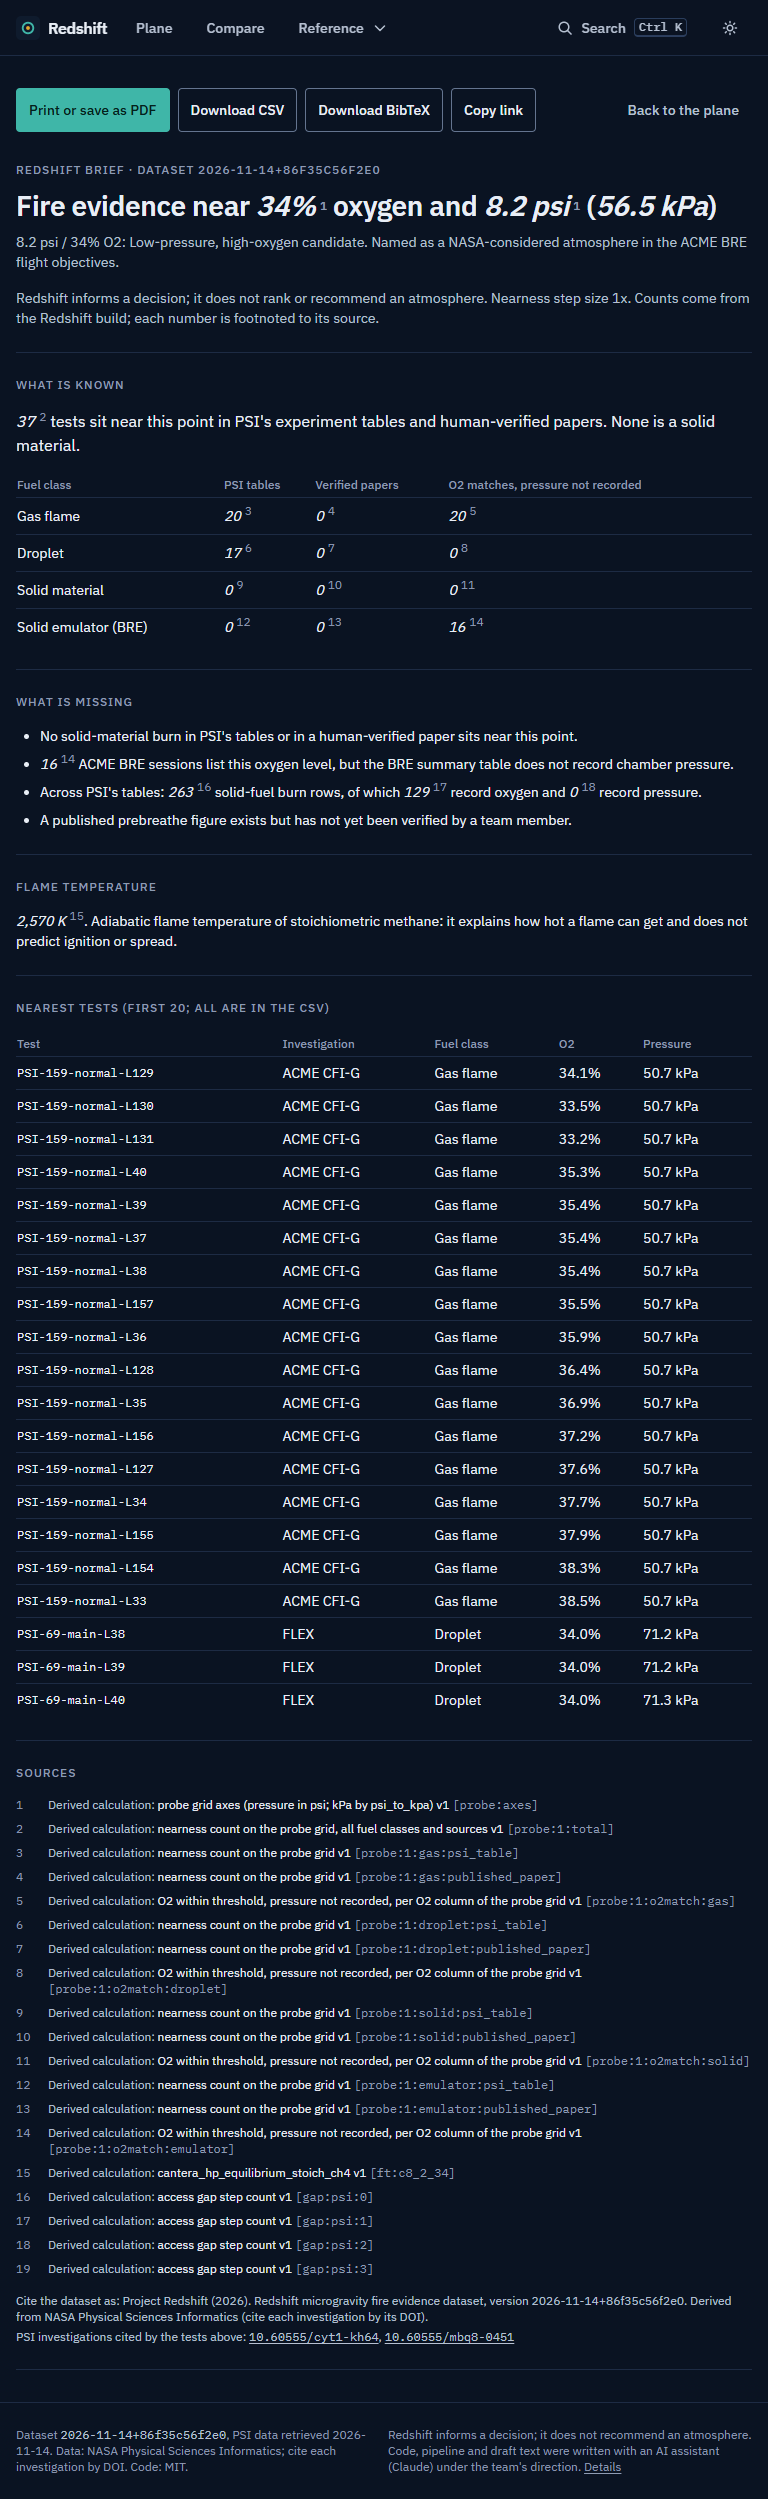 Redshift Plane Compare Reference Search Ctrl K
Print or save as PDF Download CSV Download BibTeX Copy link Back to the plane
REDSHIFT BRIEF · DATASET 2026-11-14+86F35C56F2E0
Fire evidence near 34% 1 oxygen and 8.2 psi 1 (56.5 kPa)
8.2 psi / 34% O2: Low-pressure, high-oxygen candidate. Named as a NASA-considered atmosphere in the ACME BRE
flight objectives.
Redshift informs a decision; it does not rank or recommend an atmosphere. Nearness step size 1x. Counts come from
the Redshift build; each number is footnoted to its source.
WHAT IS KNOWN
37 2 tests sit near this point in PSI's experiment tables and human-verified papers. None is a solid
material.
Fuel class PSI tables Verified papers O2 matches, pressure not recorded
Gas flame 20 3 0 4 20 5
Droplet 17 6 0 7 0 8
Solid material 0 9 0 10 0 11
Solid emulator (BRE) 0 12 0 13 16 14
WHAT IS MISSING
• No solid-material burn in PSI's tables or in a human-verified paper sits near this point.
• 16 14 ACME BRE sessions list this oxygen level, but the BRE summary table does not record chamber pressure.
• Across PSI's tables: 263 16 solid-fuel burn rows, of which 129 17 record oxygen and 0 18 record pressure.
• A published prebreathe figure exists but has not yet been verified by a team member.
FLAME TEMPERATURE
2,570 K 15. Adiabatic flame temperature of stoichiometric methane: it explains how hot a flame can get and does not
predict ignition or spread.
NEAREST TESTS (FIRST 20; ALL ARE IN THE CSV)
Test Investigation Fuel class O2 Pressure
PSI-159-normal-L129 ACME CFI-G Gas flame 34.1% 50.7 kPa
PSI-159-normal-L130 ACME CFI-G Gas flame 33.5% 50.7 kPa
PSI-159-normal-L131 ACME CFI-G Gas flame 33.2% 50.7 kPa
PSI-159-normal-L40 ACME CFI-G Gas flame 35.3% 50.7 kPa
PSI-159-normal-L39 ACME CFI-G Gas flame 35.4% 50.7 kPa
PSI-159-normal-L37 ACME CFI-G Gas flame 35.4% 50.7 kPa
PSI-159-normal-L38 ACME CFI-G Gas flame 35.4% 50.7 kPa
PSI-159-normal-L157 ACME CFI-G Gas flame 35.5% 50.7 kPa
PSI-159-normal-L36 ACME CFI-G Gas flame 35.9% 50.7 kPa
PSI-159-normal-L128 ACME CFI-G Gas flame 36.4% 50.7 kPa
PSI-159-normal-L35 ACME CFI-G Gas flame 36.9% 50.7 kPa
PSI-159-normal-L156 ACME CFI-G Gas flame 37.2% 50.7 kPa
PSI-159-normal-L127 ACME CFI-G Gas flame 37.6% 50.7 kPa
PSI-159-normal-L34 ACME CFI-G Gas flame 37.7% 50.7 kPa
PSI-159-normal-L155 ACME CFI-G Gas flame 37.9% 50.7 kPa
PSI-159-normal-L154 ACME CFI-G Gas flame 38.3% 50.7 kPa
PSI-159-normal-L33 ACME CFI-G Gas flame 38.5% 50.7 kPa
PSI-69-main-L38 FLEX Droplet 34.0% 71.2 kPa
PSI-69-main-L39 FLEX Droplet 34.0% 71.2 kPa
PSI-69-main-L40 FLEX Droplet 34.0% 71.3 kPa
SOURCES
1 Derived calculation: probe grid axes (pressure in psi; kPa by psi_to_kpa) v1 [probe:axes]
2 Derived calculation: nearness count on the probe grid, all fuel classes and sources v1 [probe:1:total]
3 Derived calculation: nearness count on the probe grid v1 [probe:1:gas:psi_table]
4 Derived calculation: nearness count on the probe grid v1 [probe:1:gas:published_paper]
5 Derived calculation: O2 within threshold, pressure not recorded, per O2 column of the probe grid v1 [probe:1:o2match:gas]
6 Derived calculation: nearness count on the probe grid v1 [probe:1:droplet:psi_table]
7 Derived calculation: nearness count on the probe grid v1 [probe:1:droplet:published_paper]
8 Derived calculation: O2 within threshold, pressure not recorded, per O2 column of the probe grid v1
[probe:1:o2match:droplet]
9 Derived calculation: nearness count on the probe grid v1 [probe:1:solid:psi_table]
10 Derived calculation: nearness count on the probe grid v1 [probe:1:solid:published_paper]
11 Derived calculation: O2 within threshold, pressure not recorded, per O2 column of the probe grid v1 [probe:1:o2match:solid]
12 Derived calculation: nearness count on the probe grid v1 [probe:1:emulator:psi_table]
13 Derived calculation: nearness count on the probe grid v1 [probe:1:emulator:published_paper]
14 Derived calculation: O2 within threshold, pressure not recorded, per O2 column of the probe grid v1
[probe:1:o2match:emulator]
15 Derived calculation: cantera_hp_equilibrium_stoich_ch4 v1 [ft:c8_2_34]
16 Derived calculation: access gap step count v1 [gap:psi:0]
17 Derived calculation: access gap step count v1 [gap:psi:1]
18 Derived calculation: access gap step count v1 [gap:psi:2]
19 Derived calculation: access gap step count v1 [gap:psi:3]
Cite the dataset as: Project Redshift (2026). Redshift microgravity fire evidence dataset, version 2026-11-14+86f35c56f2e0. Derived
from NASA Physical Sciences Informatics (cite each investigation by its DOI).
PSI investigations cited by the tests above: 10.60555/cyt1-kh64, 10.60555/mbq8-0451
Dataset 2026-11-14+86f35c56f2e0, PSI data retrieved 2026-
11-14. Data: NASA Physical Sciences Informatics; cite each
investigation by DOI. Code: MIT.
Redshift informs a decision; it does not recommend an atmosphere.
Code, pipeline and draft text were written with an AI assistant
(Claude) under the team's direction. Details